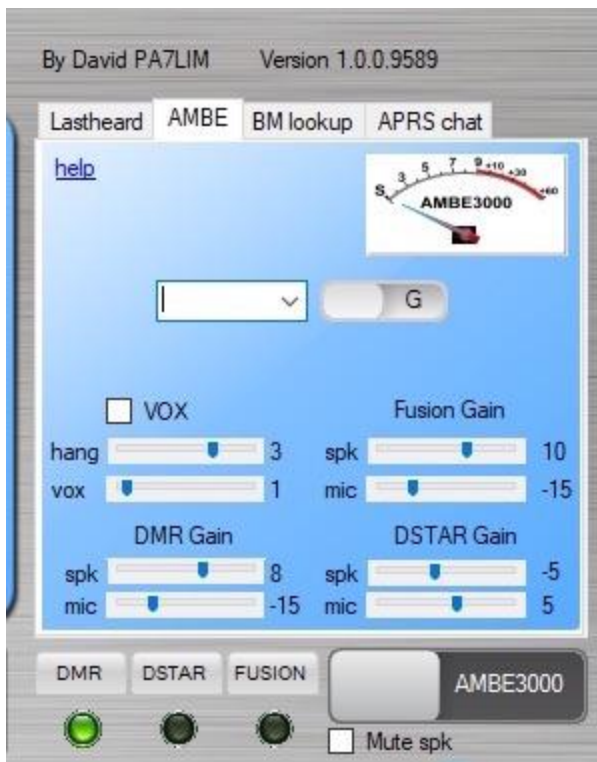 By David PA7LIM Version 1.0.0.9589
Lastheard AMBE BM lookup APRS chat
help
S 3 5 7 9 +10 +30 +60
AMBE3000
G
VOX
Fusion Gain
hang 3 spk 10
vox 1 mic -15
DMR Gain DSTAR Gain
spk 8 spk -5
mic -15 mic 5
DMR DSTAR FUSION AMBE3000
Mute spk